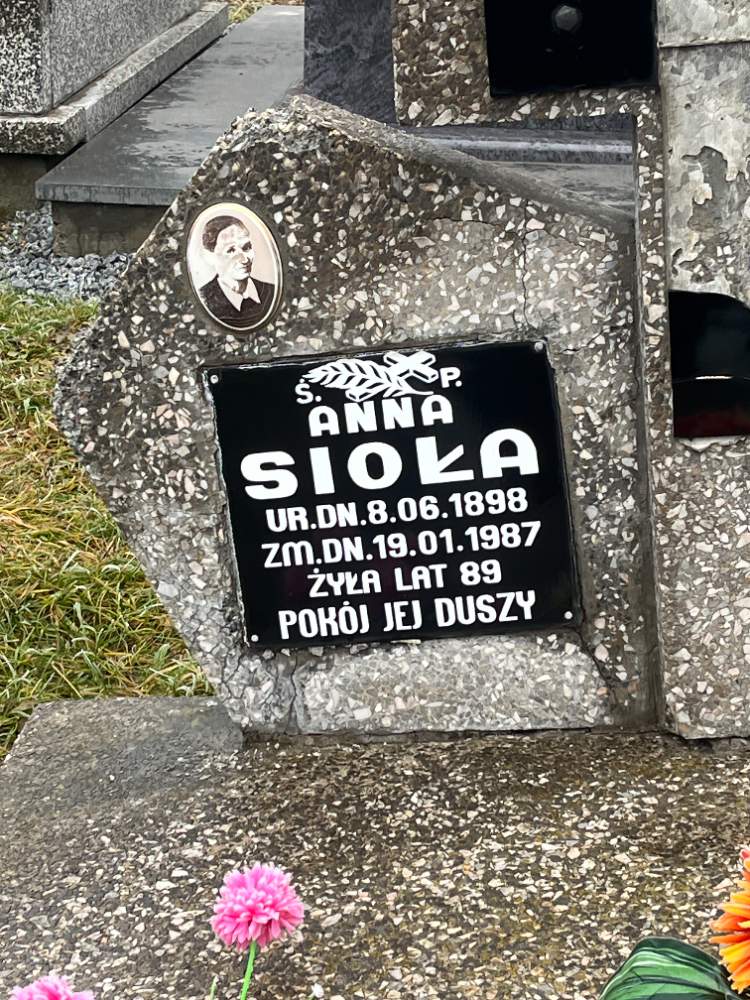 Ś. P.
ANNA
SIOŁA
UR.DN.8.06.1898
ZM.DN.19.01.1987
ŻYŁA LAT 89
POKÓJ JEJ DUSZY